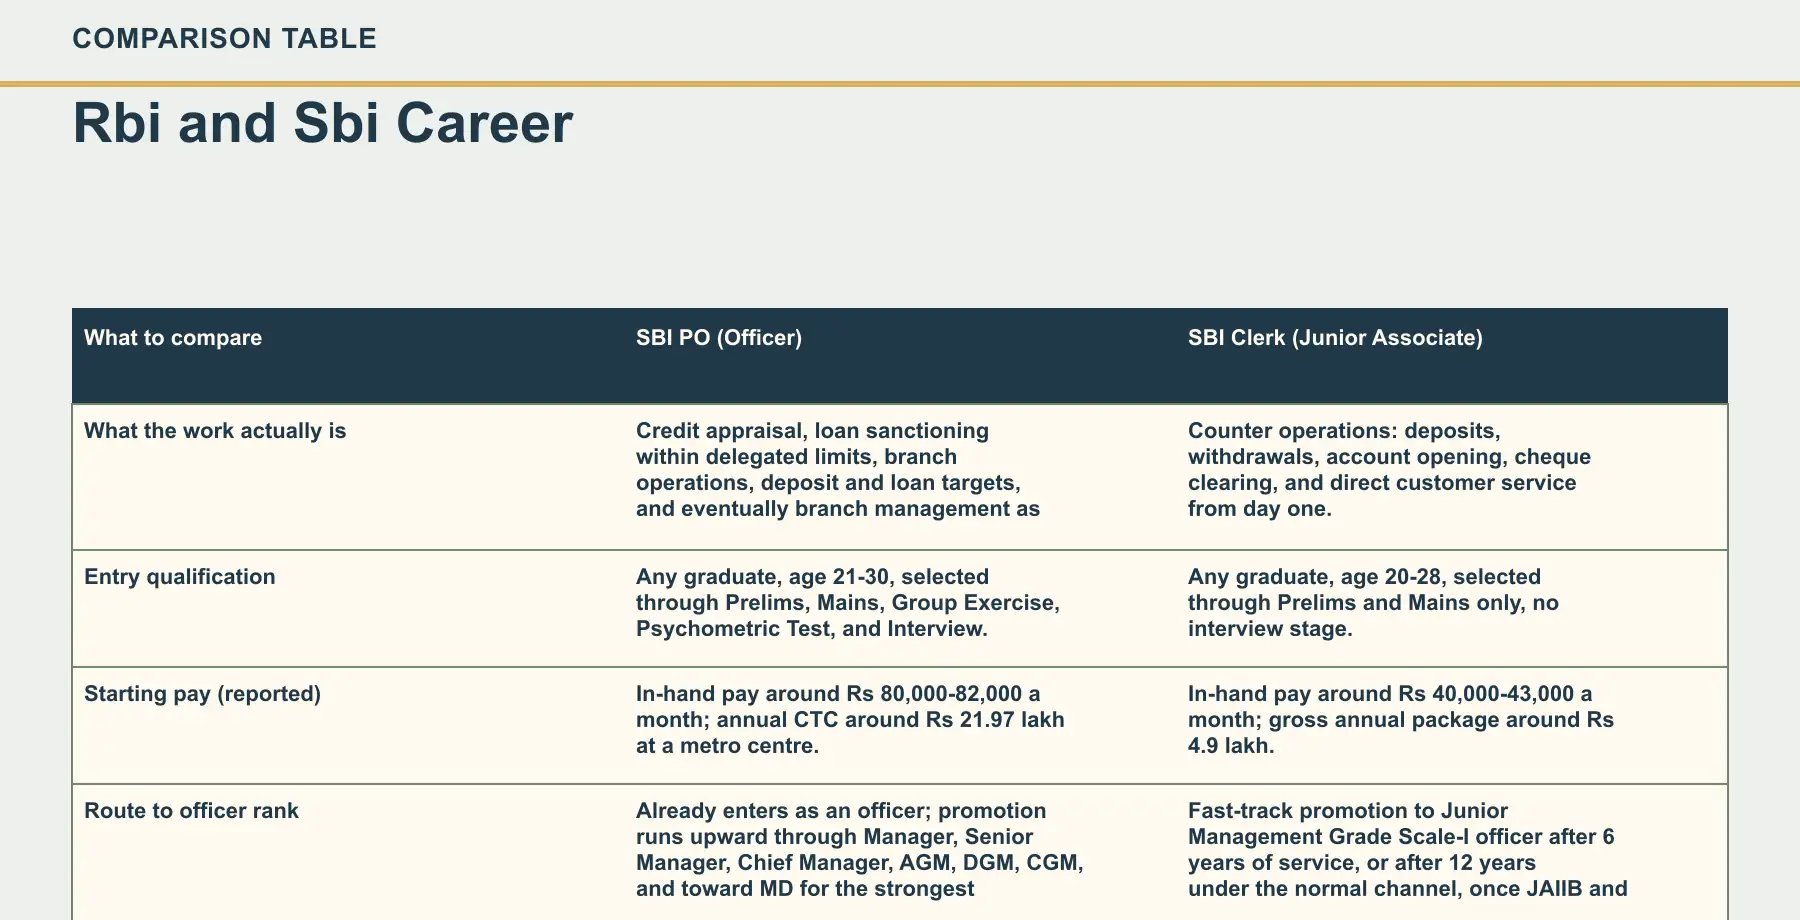 COMPARISON TABLE
Rbi and Sbi Career
What to compare
SBI PO (Officer)
SBI Clerk (Junior Associate)
What the work actually is
Credit appraisal, loan sanctioning
within delegated limits, branch
operations, deposit and loan targets,
and eventually branch management as
Counter operations: deposits,
withdrawals, account opening, cheque
clearing, and direct customer service
from day one.
Entry qualification
Any graduate, age 21-30, selected
through Prelims, Mains, Group Exercise,
Psychometric Test, and Interview.
Any graduate, age 20-28, selected
through Prelims and Mains only, no
interview stage.
Starting pay (reported)
In-hand pay around Rs 80,000-82,000 a
month; annual CTC around Rs 21.97 lakh
at a metro centre.
In-hand pay around Rs 40,000-43,000 a
month; gross annual package around Rs
4.9 lakh.
Route to officer rank
Already enters as an officer; promotion
runs upward through Manager, Senior
Manager, Chief Manager, AGM, DGM, CGM,
and toward MD for the strongest
Fast-track promotion to Junior
Management Grade Scale-I officer after 6
years of service, or after 12 years
under the normal channel, once JAIIB and